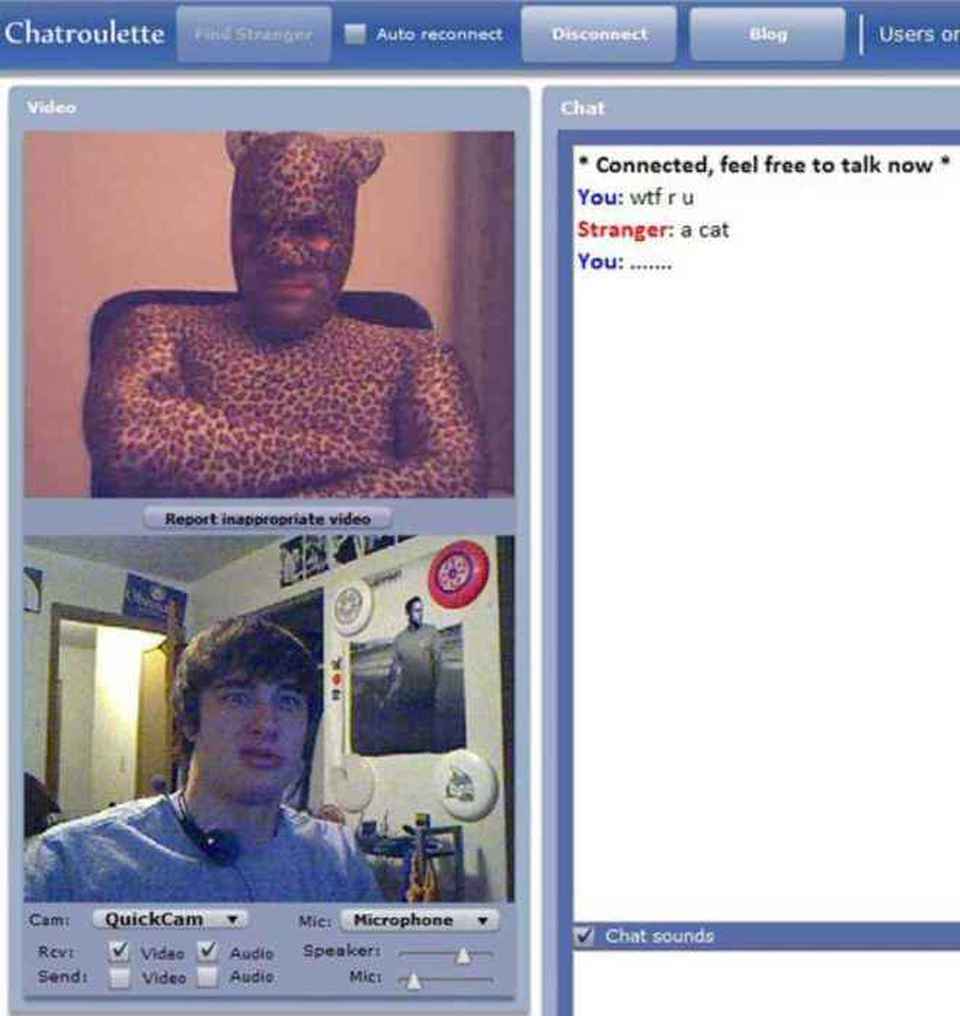 Chatroulette Find Stranger Auto reconnect Disconnect Blog Users
Video
Chat
* Connected, feel free to talk now *
You: wtf r u
Stranger: a cat
You: .......
Report inappropriate video
Cam: QuickCam Mic: Microphone
Rcv: Video Audio Speaker:
Send: Video Audio Mic:
Chat sounds